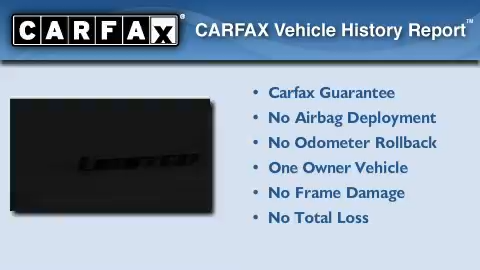 CARFAX® CARFAX Vehicle History Report™
• Carfax Guarantee
• No Airbag Deployment
• No Odometer Rollback
• One Owner Vehicle
• No Frame Damage
• No Total Loss